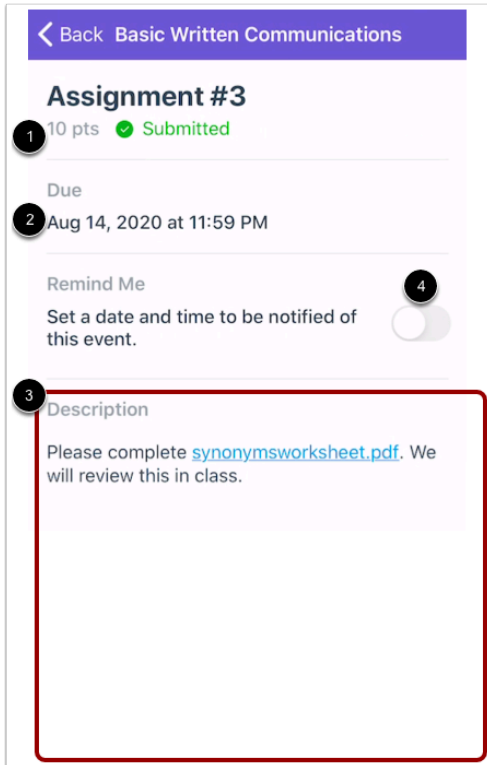 Back Basic Written Communications
Assignment #3
1 10 pts Submitted
Due
2 Aug 14, 2020 at 11:59 PM
Remind Me 4
Set a date and time to be notified of
this event.
3
Description
Please complete synonymsworksheet.pdf. We
will review this in class.